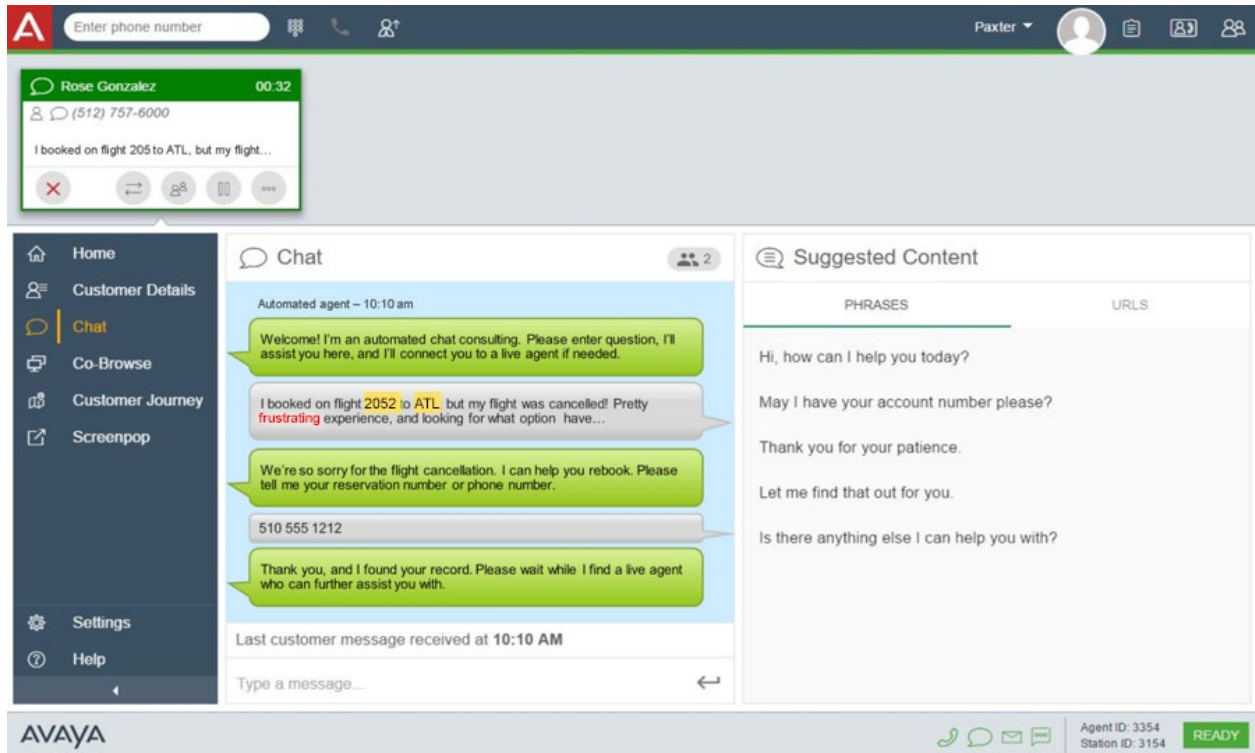 A
Enter phone number
Paxter
Rose Gonzalez 00:32
(512) 757-6000
I booked on flight 205 to ATL, but my flight...
Home
Customer Details
Chat
Co-Browse
Customer Journey
Screenpop
Settings
Help
Chat
2
Automated agent – 10:10 am
Welcome! I'm an automated chat consulting. Please enter question, I'll
assist you here, and I'll connect you to a live agent if needed.
I booked on flight 2052 to ATL but my flight was cancelled! Pretty
frustrating experience, and looking for what option have...
We're so sorry for the flight cancellation. I can help you rebook. Please
tell me your reservation number or phone number.
510 555 1212
Thank you, and I found your record. Please wait while I find a live agent
who can further assist you with.
Last customer message received at 10:10 AM
Type a message...
Suggested Content
PHRASES URLS
Hi, how can I help you today?
May I have your account number please?
Thank you for your patience.
Let me find that out for you.
Is there anything else I can help you with?
AVAYA
Agent ID: 3354
Station ID: 3154
READY